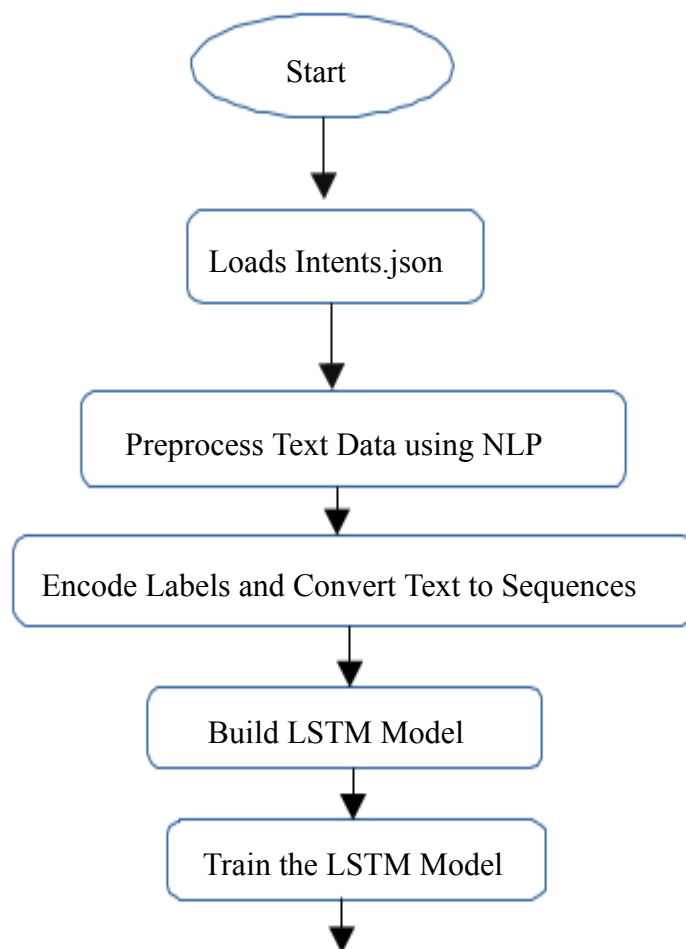 Start
Loads Intents.json
Preprocess Text Data using NLP
Encode Labels and Convert Text to Sequences
Build LSTM Model
Train the LSTM Model